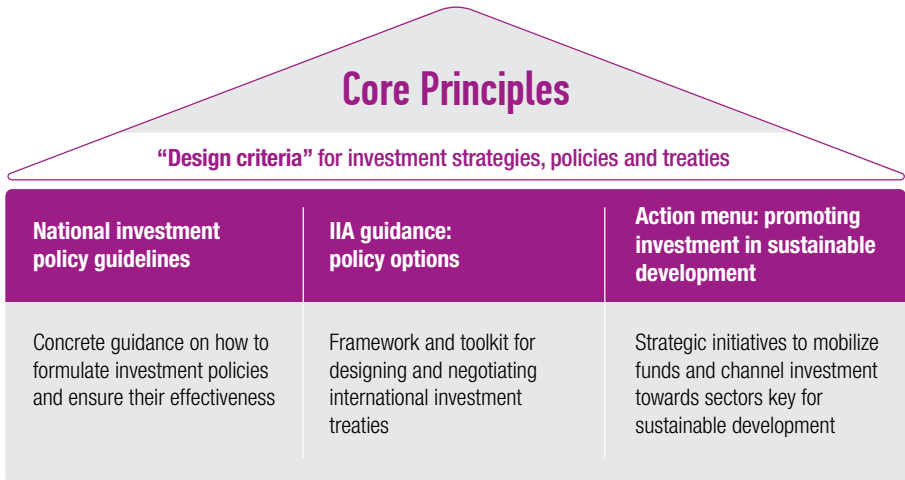 Core Principles
“Design criteria” for investment strategies, policies and treaties
National investment
policy guidelines
IIA guidance:
policy options
Action menu: promoting
investment in sustainable
development
Concrete guidance on how to
formulate investment policies
and ensure their effectiveness
Framework and toolkit for
designing and negotiating
international investment
treaties
Strategic initiatives to mobilize
funds and channel investment
towards sectors key for
sustainable development